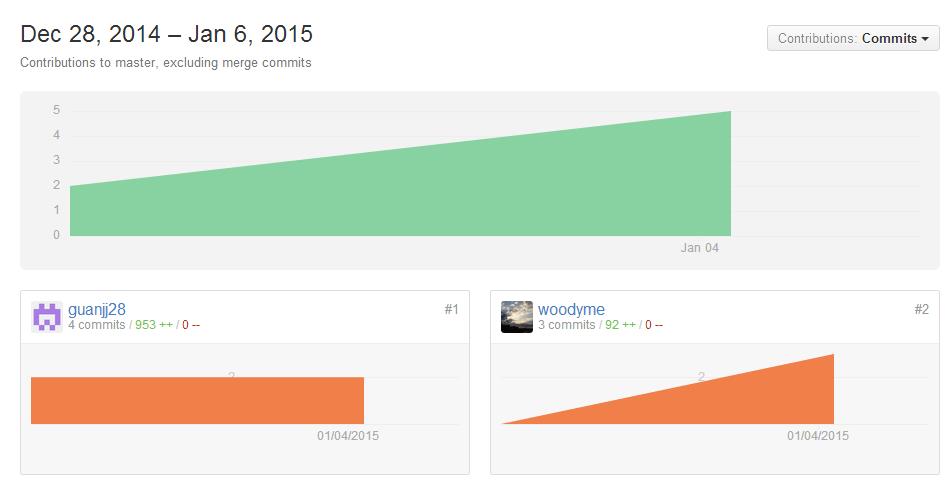 Dec 28, 2014 – Jan 6, 2015
Contributions: Commits
Contributions to master, excluding merge commits
5
4
3
2
1
0
Jan 04
guanjj28
#1
4 commits / 953 ++ / 0 --
2
01/04/2015
woodyme
#2
3 commits / 92 ++ / 0 --
2
01/04/2015